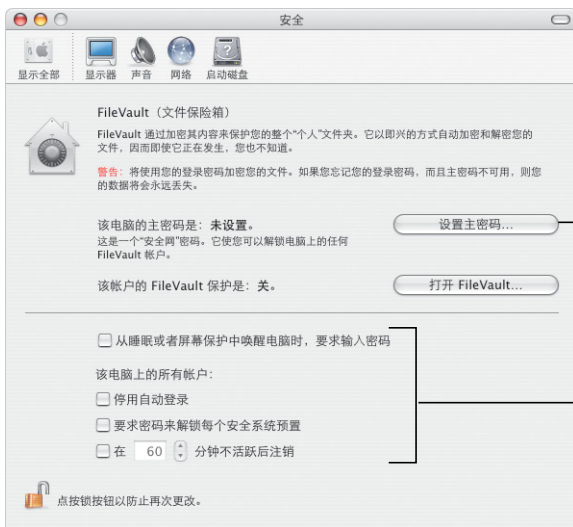 安全
显示全部 显示器 声音 网络 启动磁盘
FileVault（文件保险箱）
FileVault 通过加密其内容来保护您的整个“个人”文件夹。它以即兴的方式自动加密和解密您的
文件，因而即使它正在发生，您也不知道。
警告：将使用您的登录密码加密您的文件。如果您忘记您的登录密码，而且主密码不可用，则您
的数据将会永远丢失。
该电脑的主密码是：未设置。
设置主密码...
这是一个“安全网”密码。它使您可以解锁电脑上的任何
FileVault 帐户。
该帐户的 FileVault 保护是：关。
打开 FileVault...
从睡眠或者屏幕保护中唤醒电脑时，要求输入密码
该电脑上的所有帐户：
停用自动登录
要求密码来解锁每个安全系统预置
在 60 分钟不活跃后注销
点按锁按钮以防止再次更改。